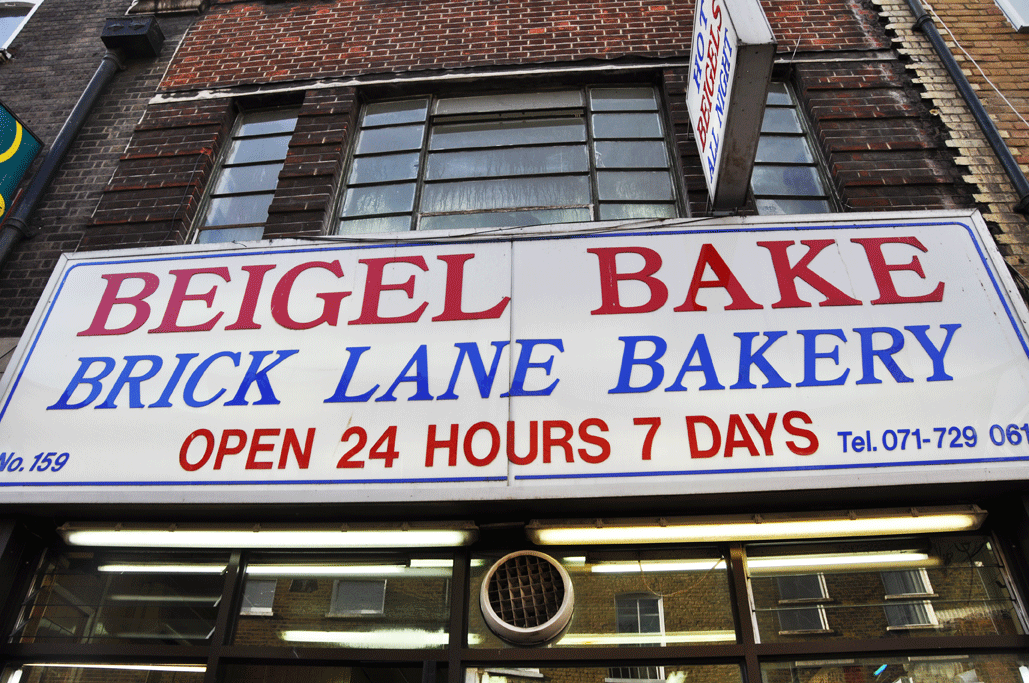 HOT
BEIGELS
ALL NIGHT
BEIGEL BAKE
BRICK LANE BAKERY
OPEN 24 HOURS 7 DAYS
No. 159
Tel. 071-729 061